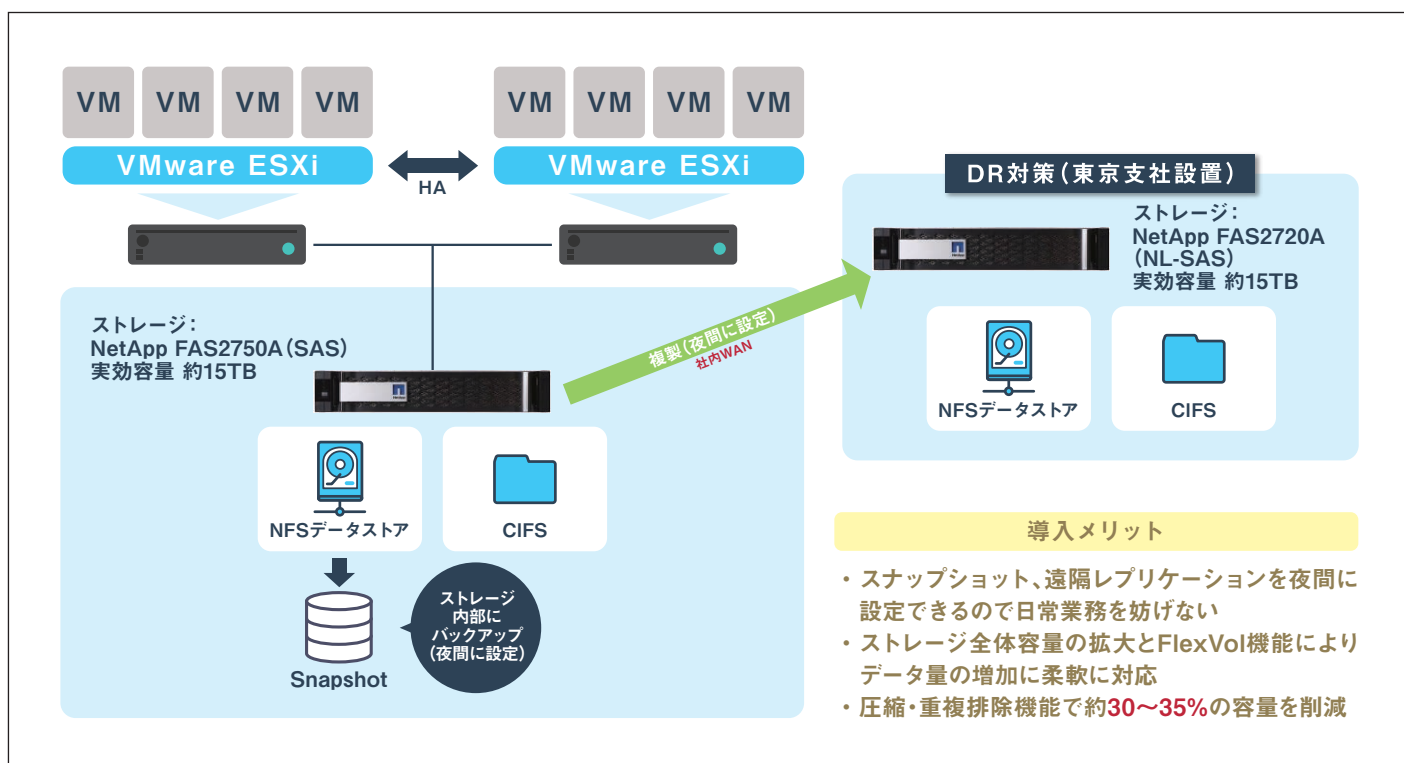 VM VM VM VM
VMware ESXi
HA
VM VM VM VM
VMware ESXi
DR対策（東京支社設置）
ストレージ：
NetApp FAS2720A
（NL-SAS）
実効容量 約15TB
NFSデータストア
CIFS
ストレージ：
NetApp FAS2750A（SAS）
実効容量 約15TB
複製（夜間に設定）
社内WAN
NFSデータストア
CIFS
Snapshot
ストレージ
内部に
バックアップ
（夜間に設定）
導入メリット
・スナップショット、遠隔レプリケーションを夜間に
設定できるので日常業務を妨げない
・ストレージ全体容量の拡大とFlexVol機能により
データ量の増加に柔軟に対応
・圧縮・重複排除機能で約30〜35%の容量を削減